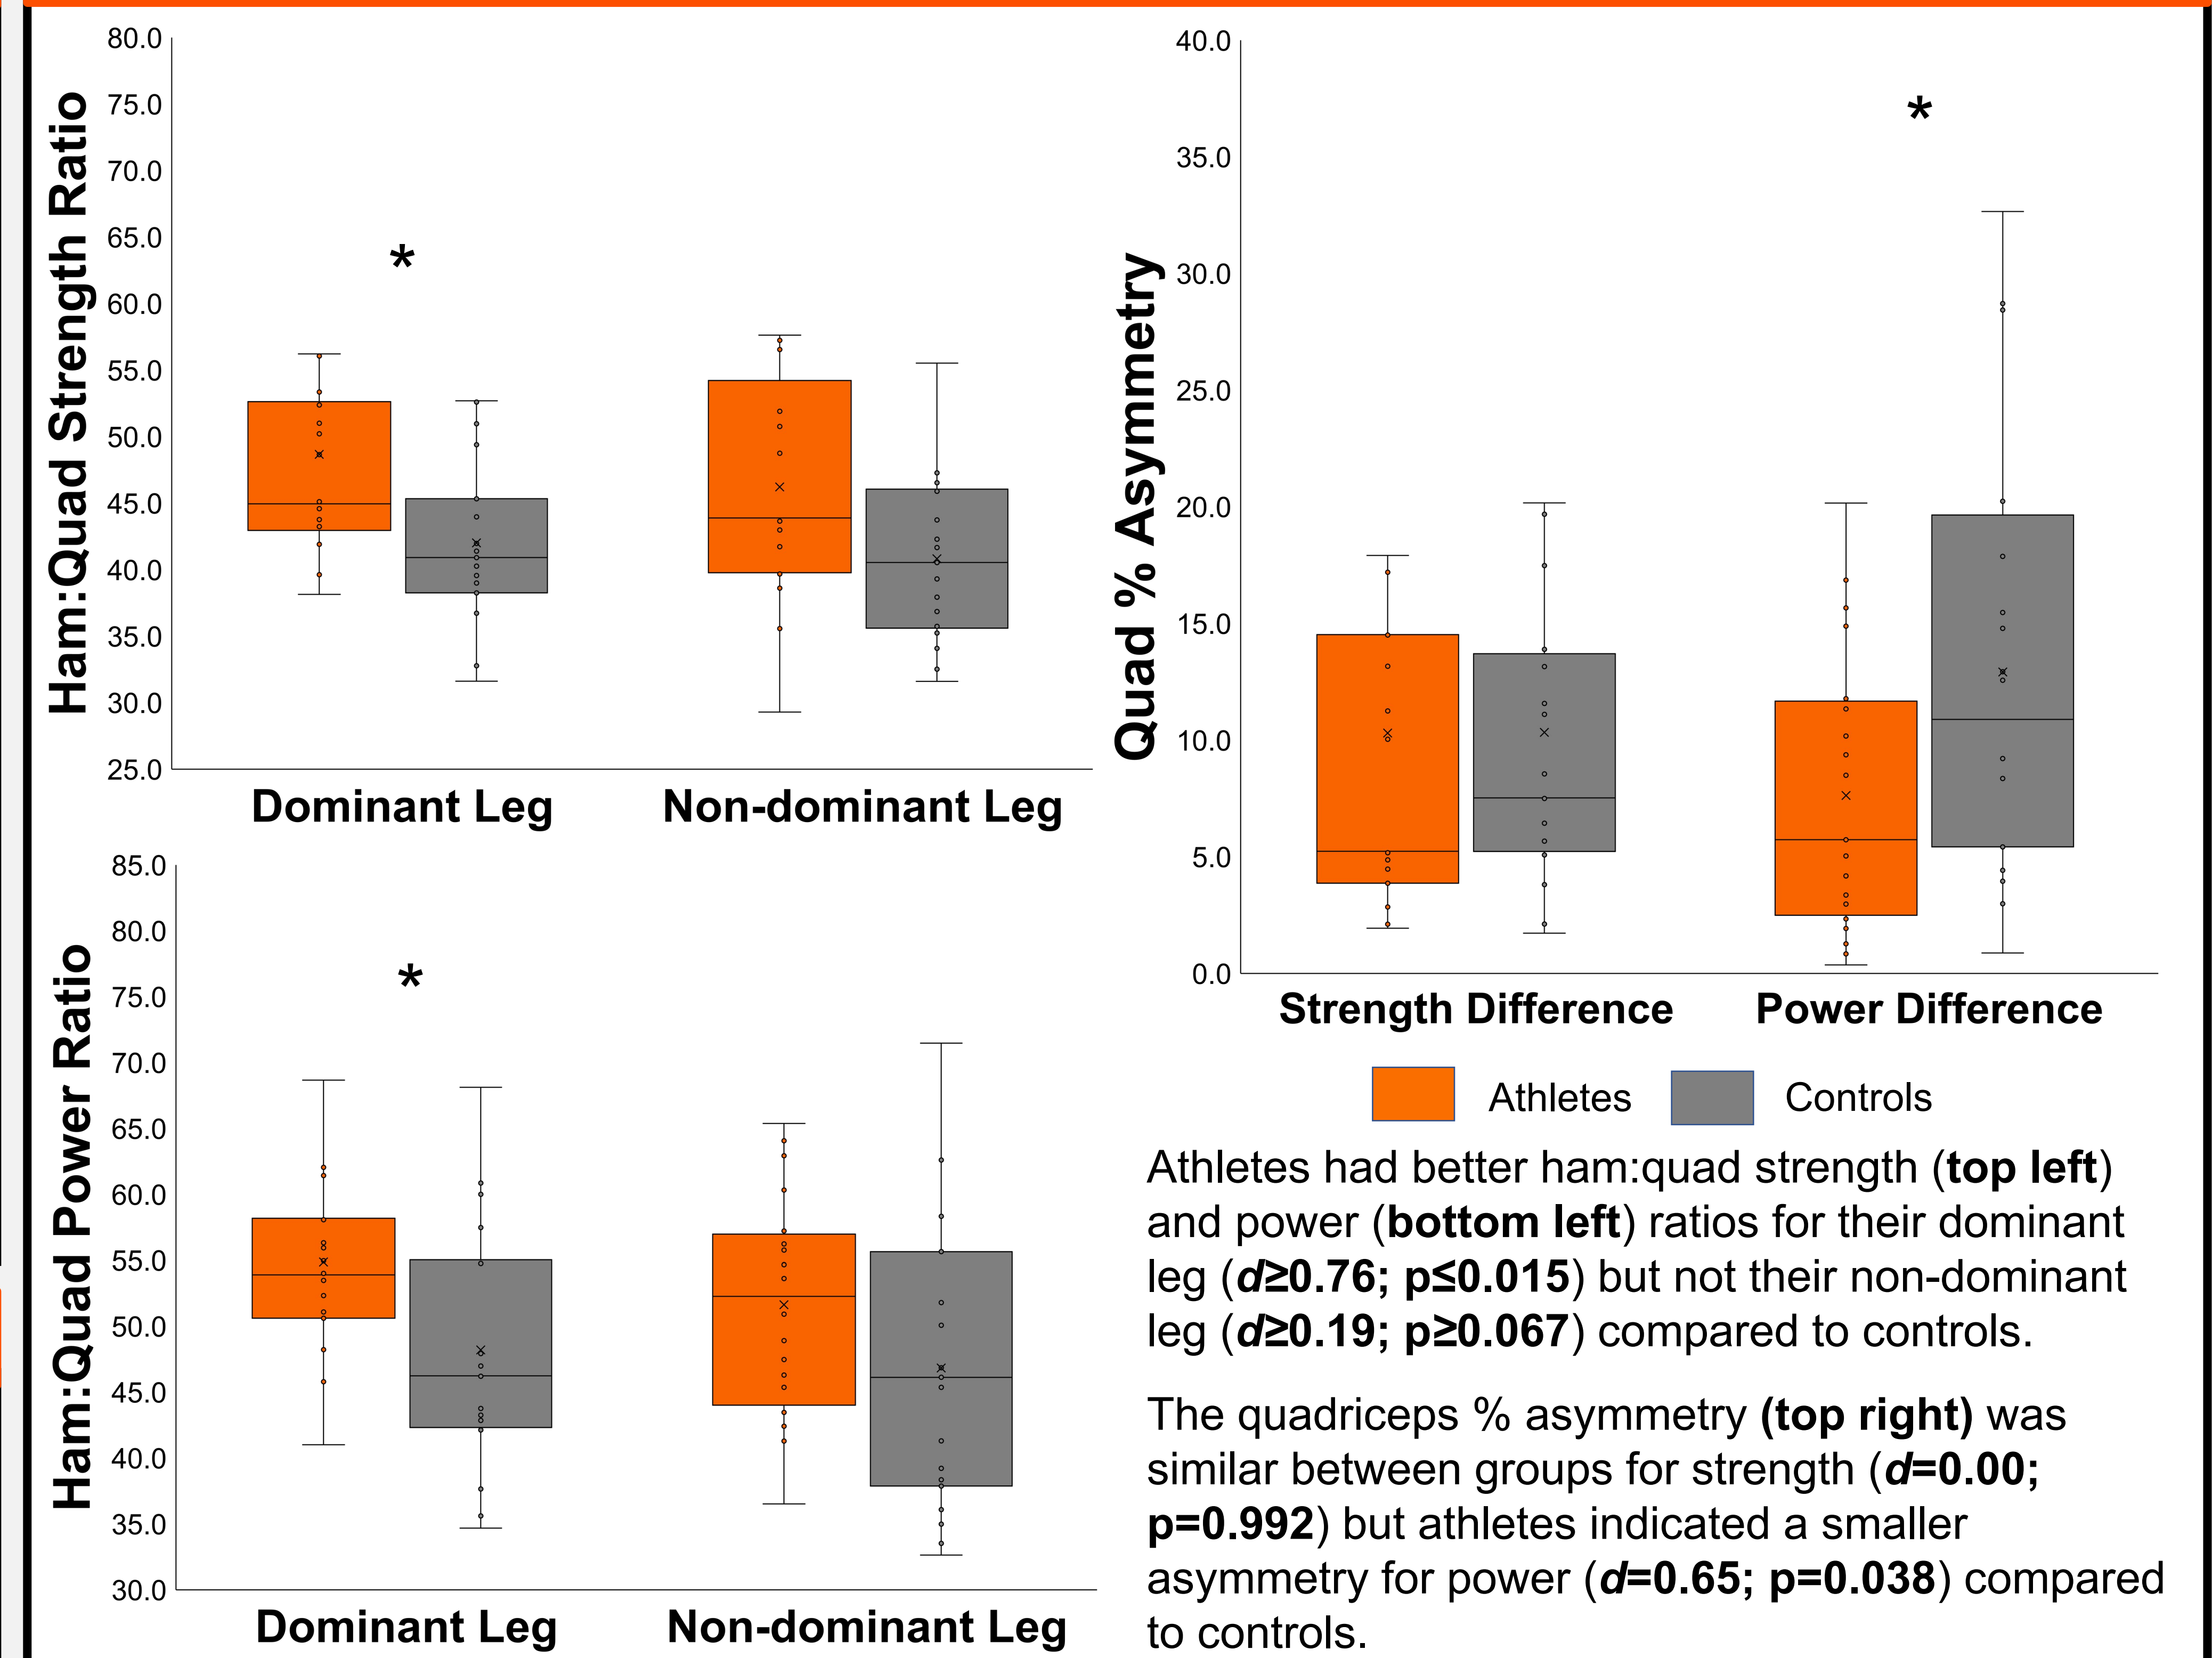 Ham:Quad Strength Ratio
80.0
75.0
70.0
65.0
60.0
55.0
50.0
45.0
40.0
35.0
30.0
25.0
*
Dominant Leg
Non-dominant Leg
Quad % Asymmetry
40.0
35.0
30.0
25.0
20.0
15.0
10.0
5.0
0.0
*
Strength Difference
Power Difference
Athletes
Controls
Ham:Quad Power Ratio
85.0
80.0
75.0
70.0
65.0
60.0
55.0
50.0
45.0
40.0
35.0
30.0
*
Dominant Leg
Non-dominant Leg
Athletes had better ham:quad strength (top left)
and power (bottom left) ratios for their dominant
leg (d≥0.76; p≤0.015) but not their non-dominant
leg (d≥0.19; p≥0.067) compared to controls.
The quadriceps % asymmetry (top right) was
similar between groups for strength (d=0.00;
p=0.992) but athletes indicated a smaller
asymmetry for power (d=0.65; p=0.038) compared
to controls.